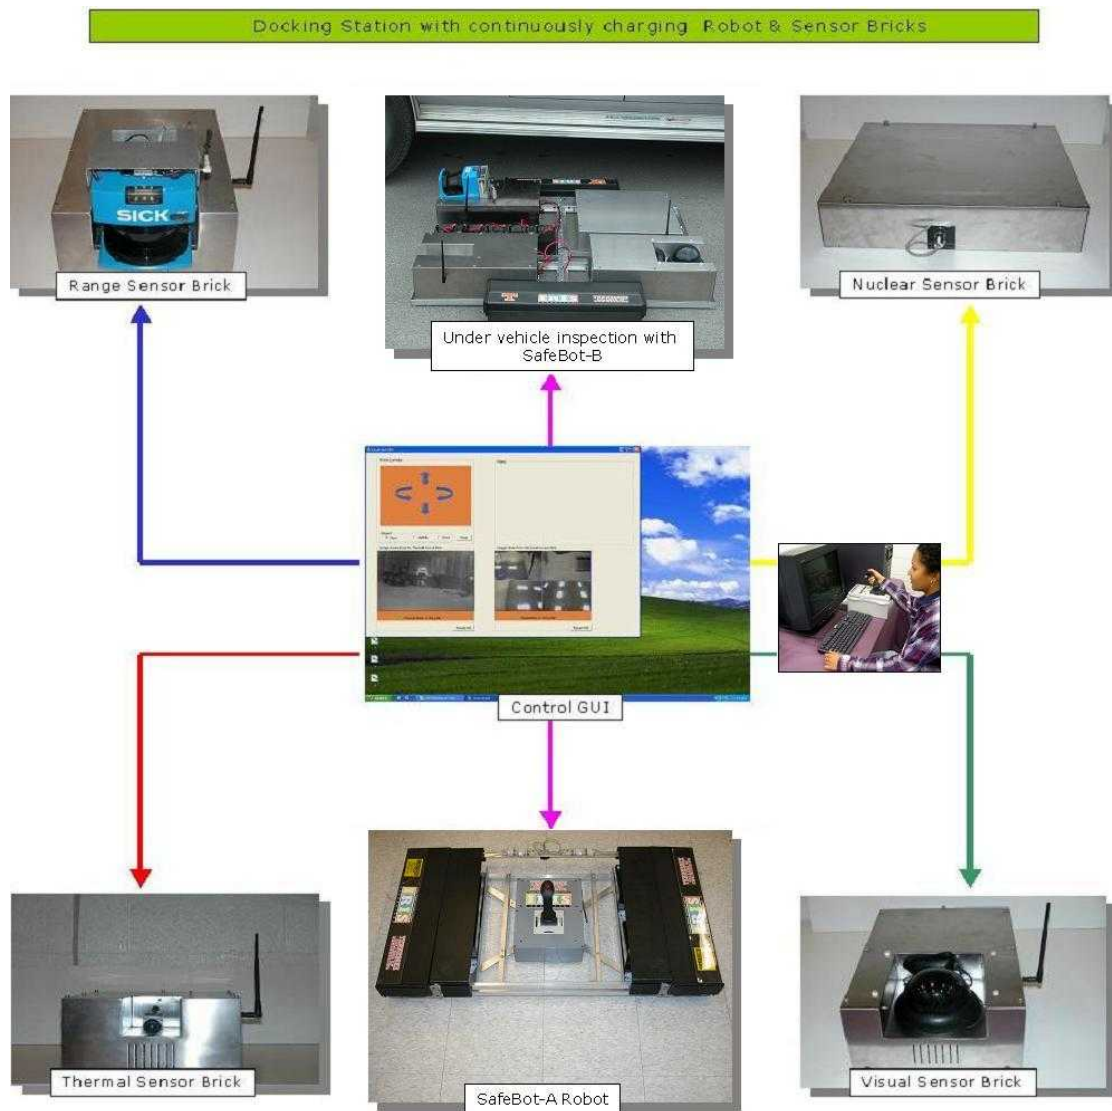 Docking Station with continuously charging Robot & Sensor Bricks
SICK
Range Sensor Brick
Under vehicle inspection with
SafeBot-B
Nuclear Sensor Brick
Control GUI
Thermal Sensor Brick
SafeBot-A Robot
Visual Sensor Brick